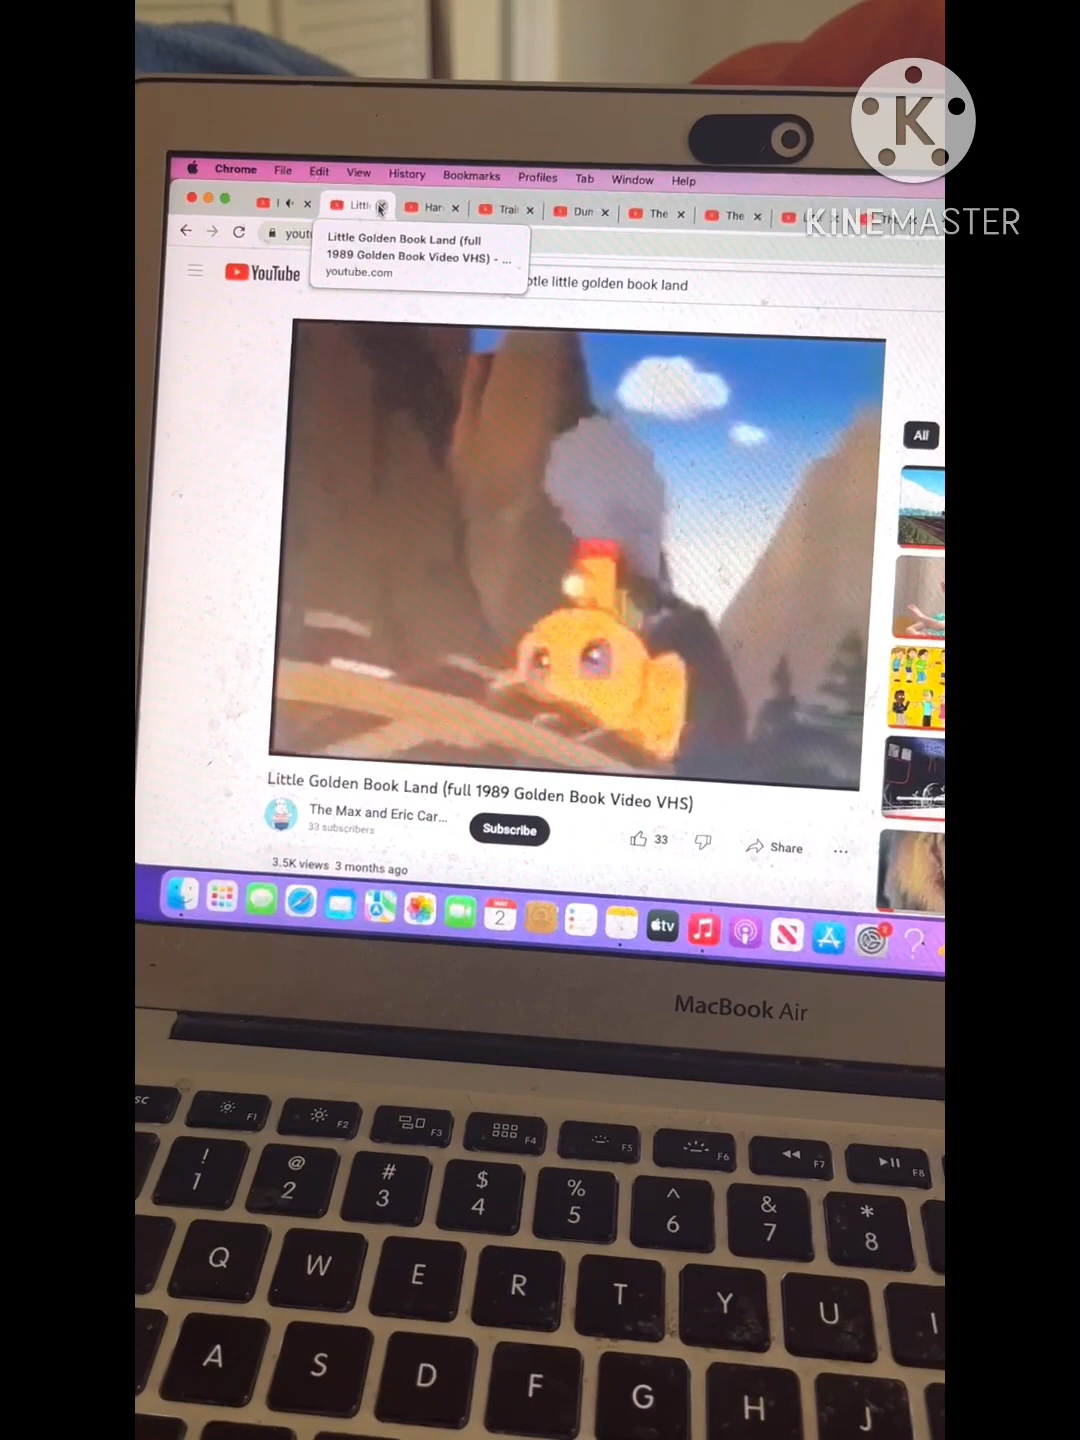 K
KINEMASTER
Chrome File Edit View History Bookmarks Profiles Tab Window Help
Har
The
The
Little Golden Book Land (full
1989 Golden Book Video VHS) - ...
youtube.com
YouTube
little golden book land
All
Little Golden Book Land (full 1989 Golden Book Video VHS)
The Max and Eric Car...
33 subscribers
Subscribe
33
Share
...
3.5K views 3 months ago
2
tv
MacBook Air
F1 F2 F3 F4 F5 F6 F7 F8
! @ # $ % ^ & *
1 2 3 4 5 6 7 8
Q W E R T Y U I
A S D F G H J